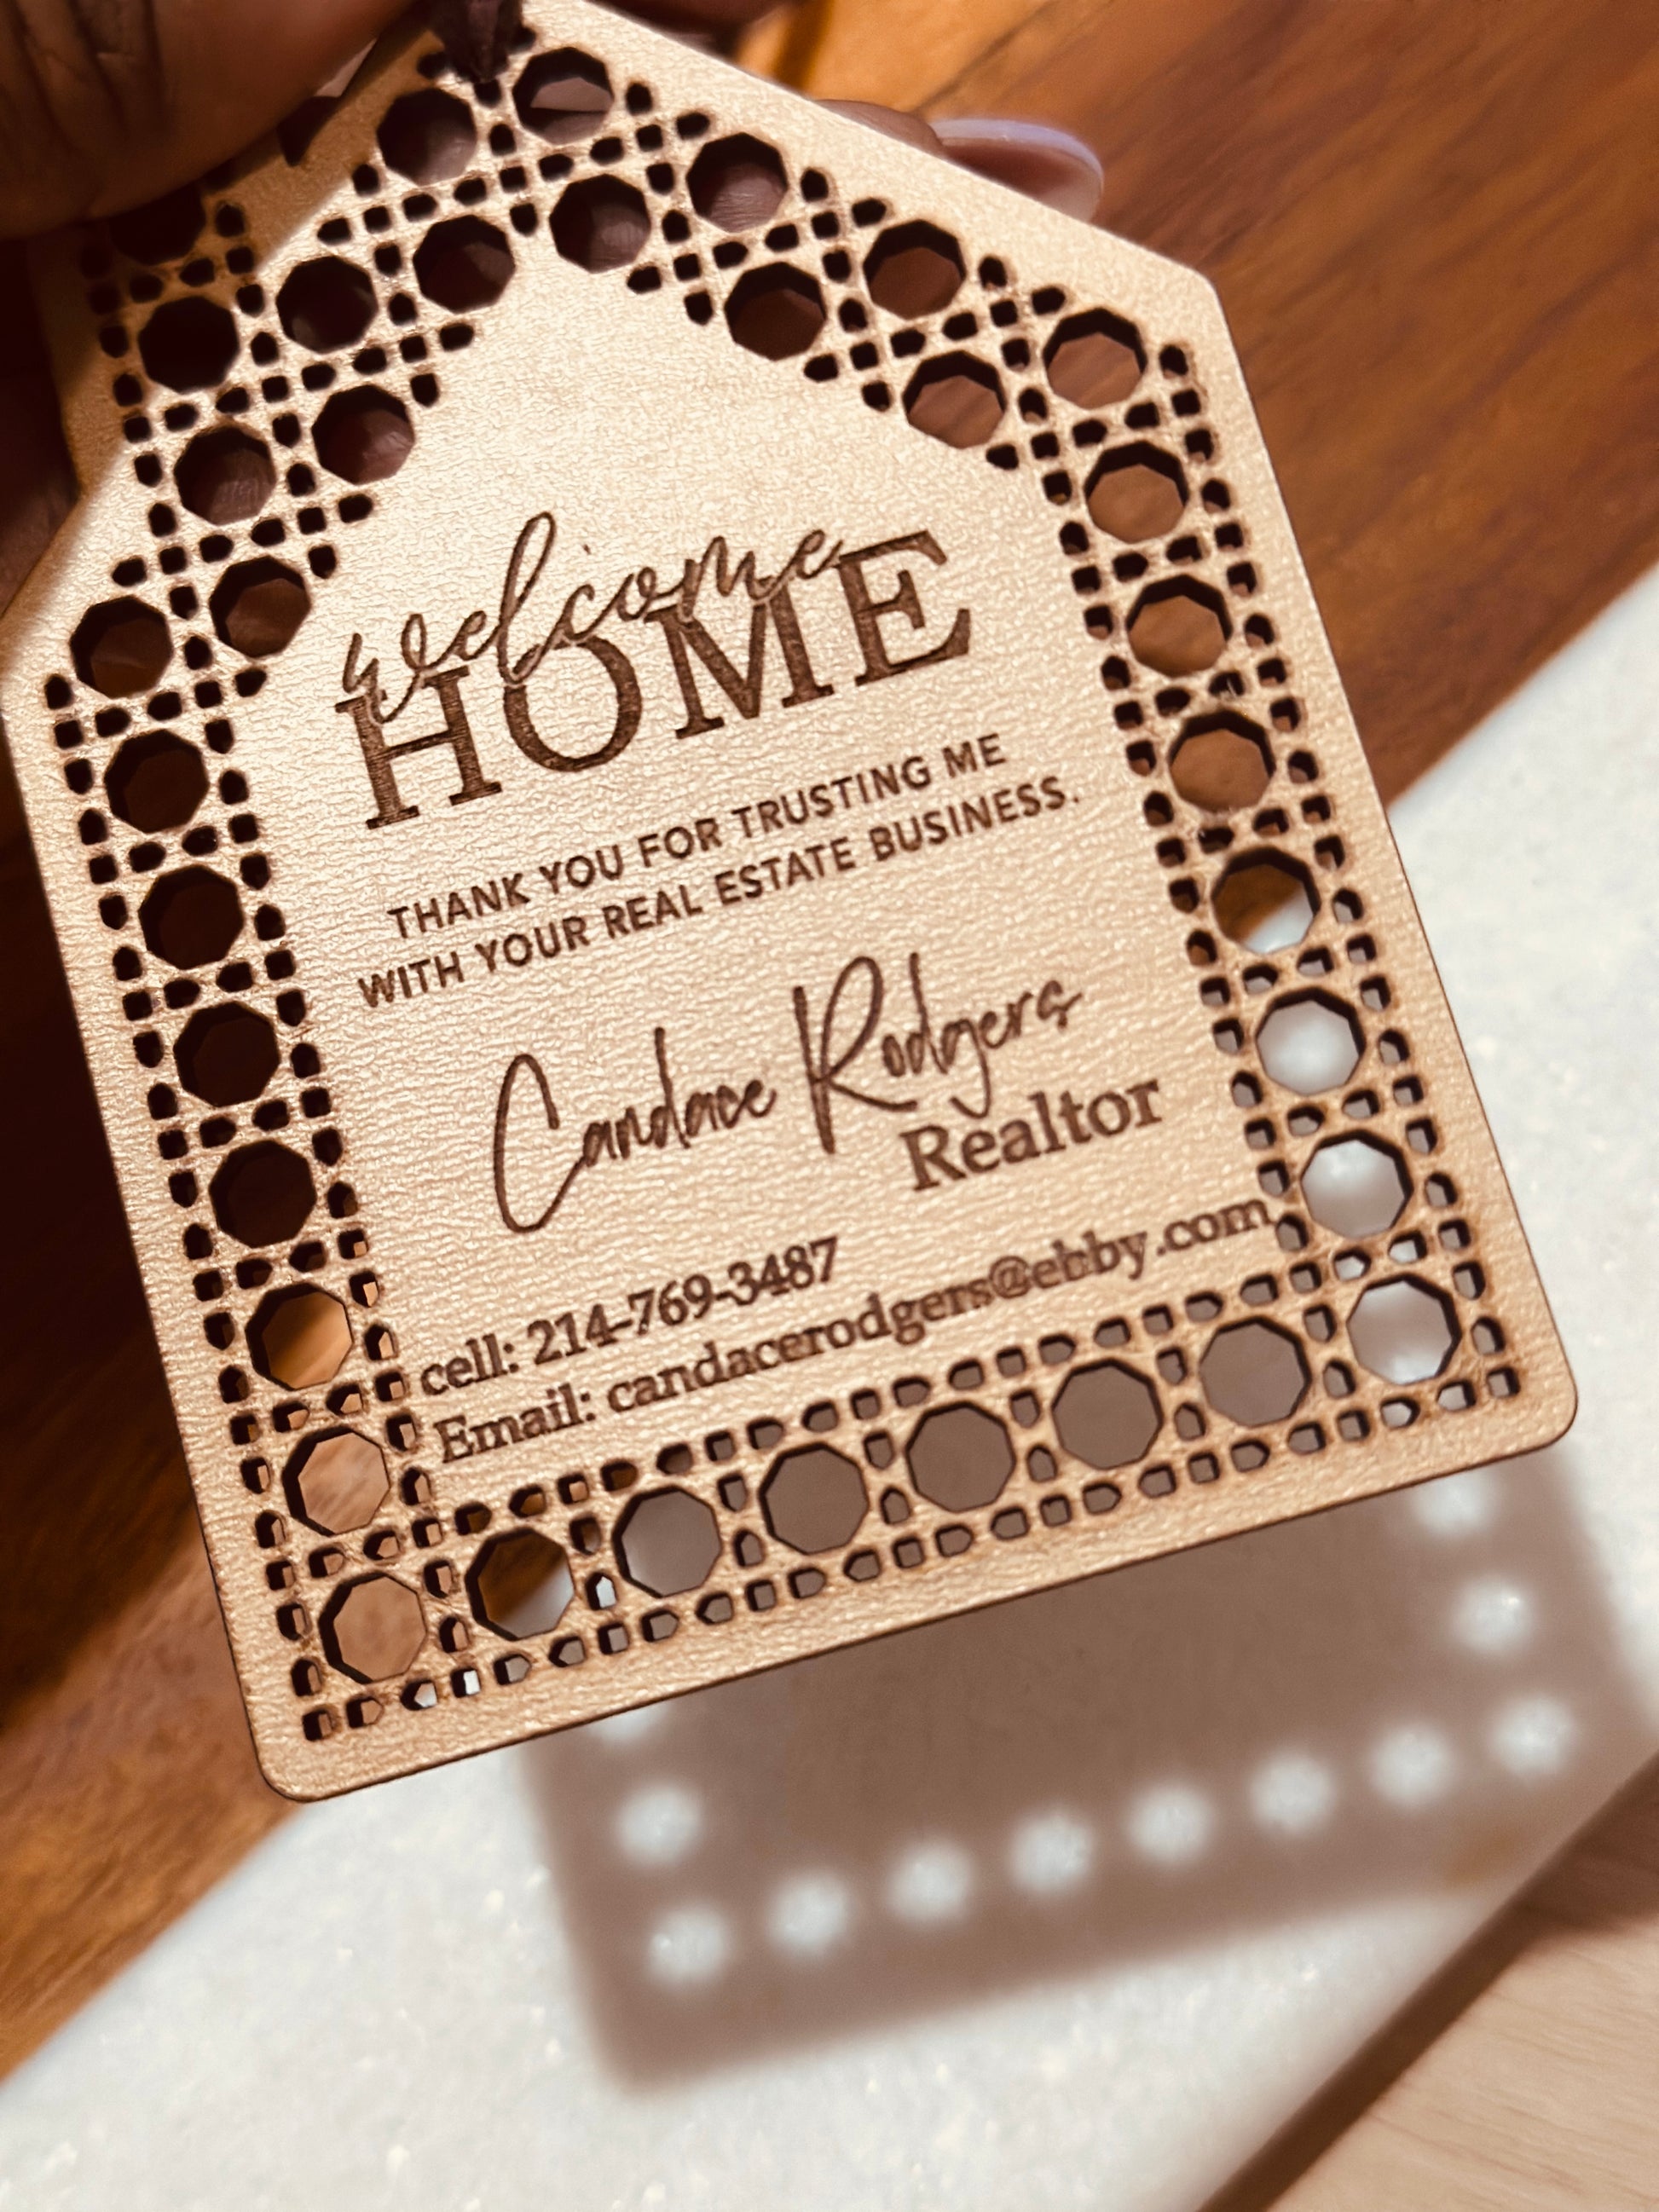 welcome
HOME
THANK YOU FOR TRUSTING ME
WITH YOUR REAL ESTATE BUSINESS.
Candace Rodgers
Realtor
cell: 214-769-3487
Email: candacerodgers@ebby.com